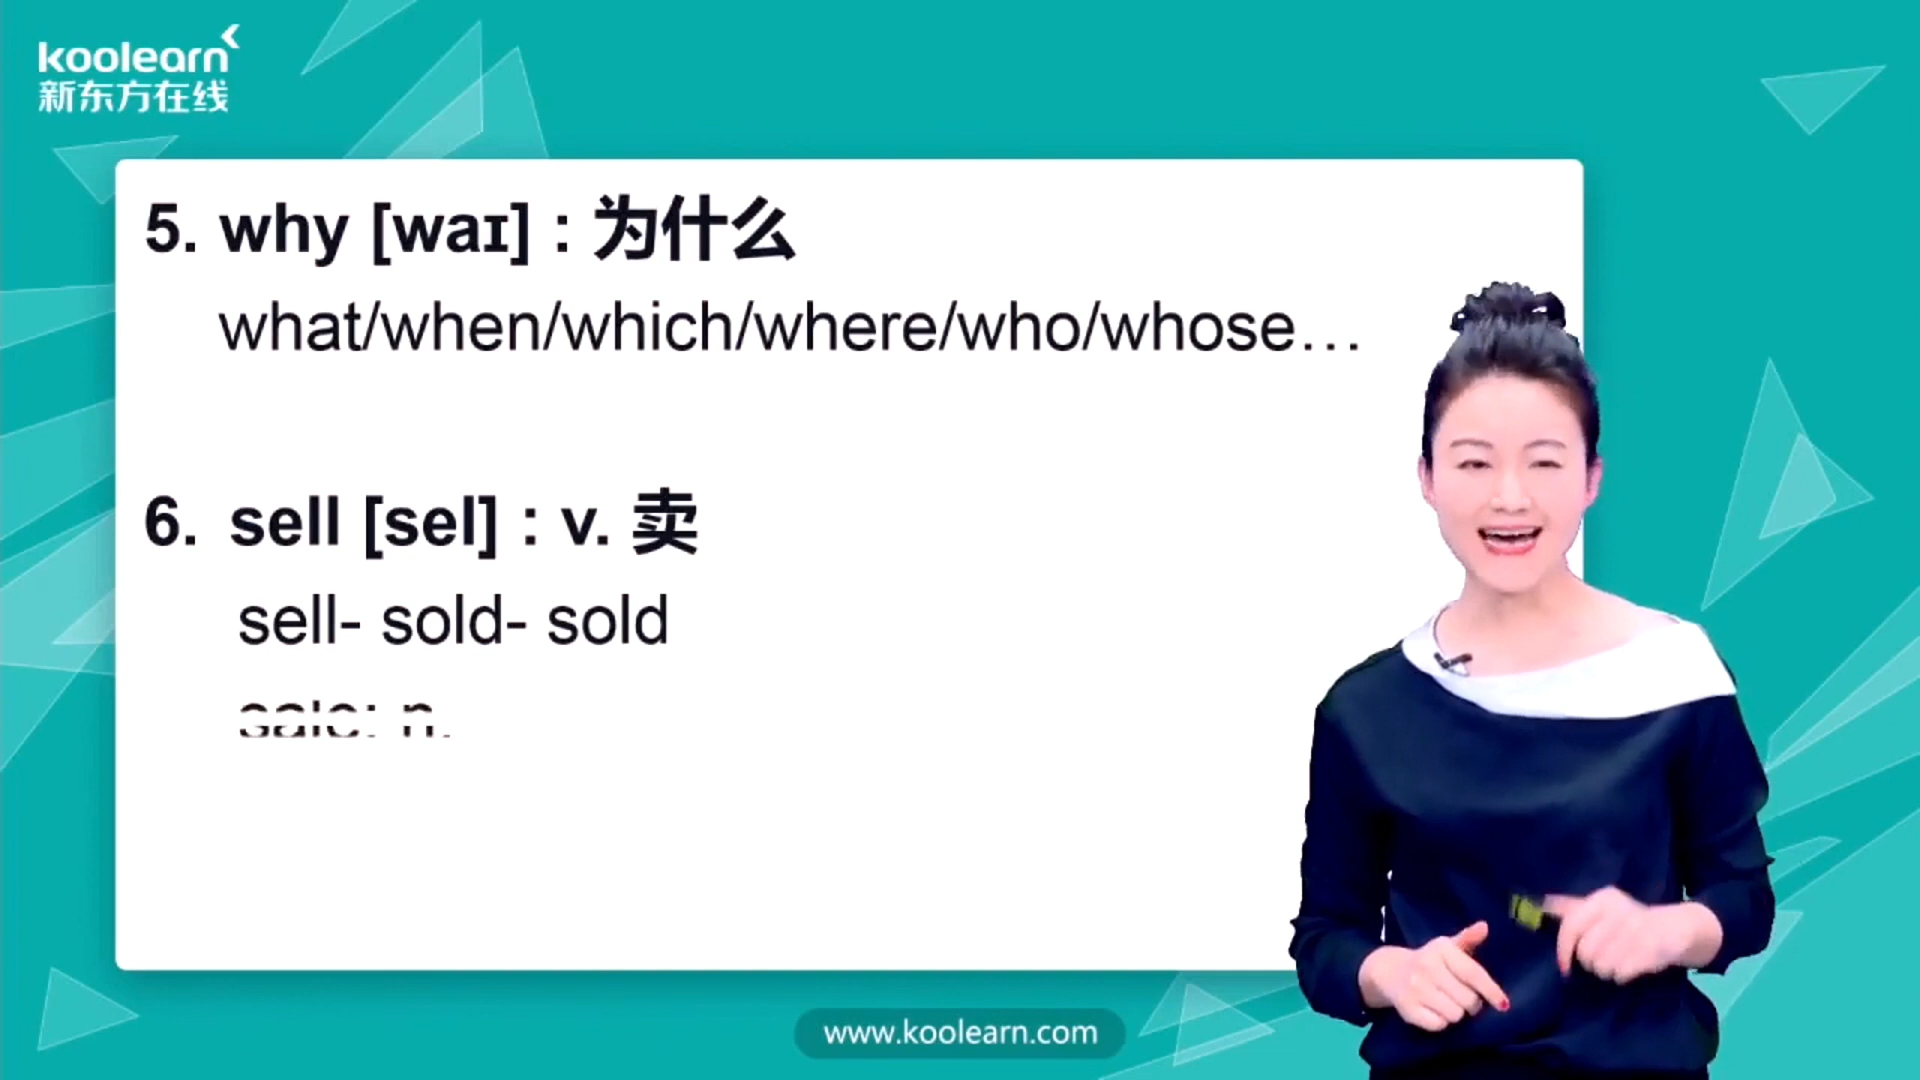 koolearn
新东方在线
5. why [waɪ] : 为什么
what/when/which/where/who/whose…
6. sell [sel] : v. 卖
sell- sold- sold
sale: n.
www.koolearn.com